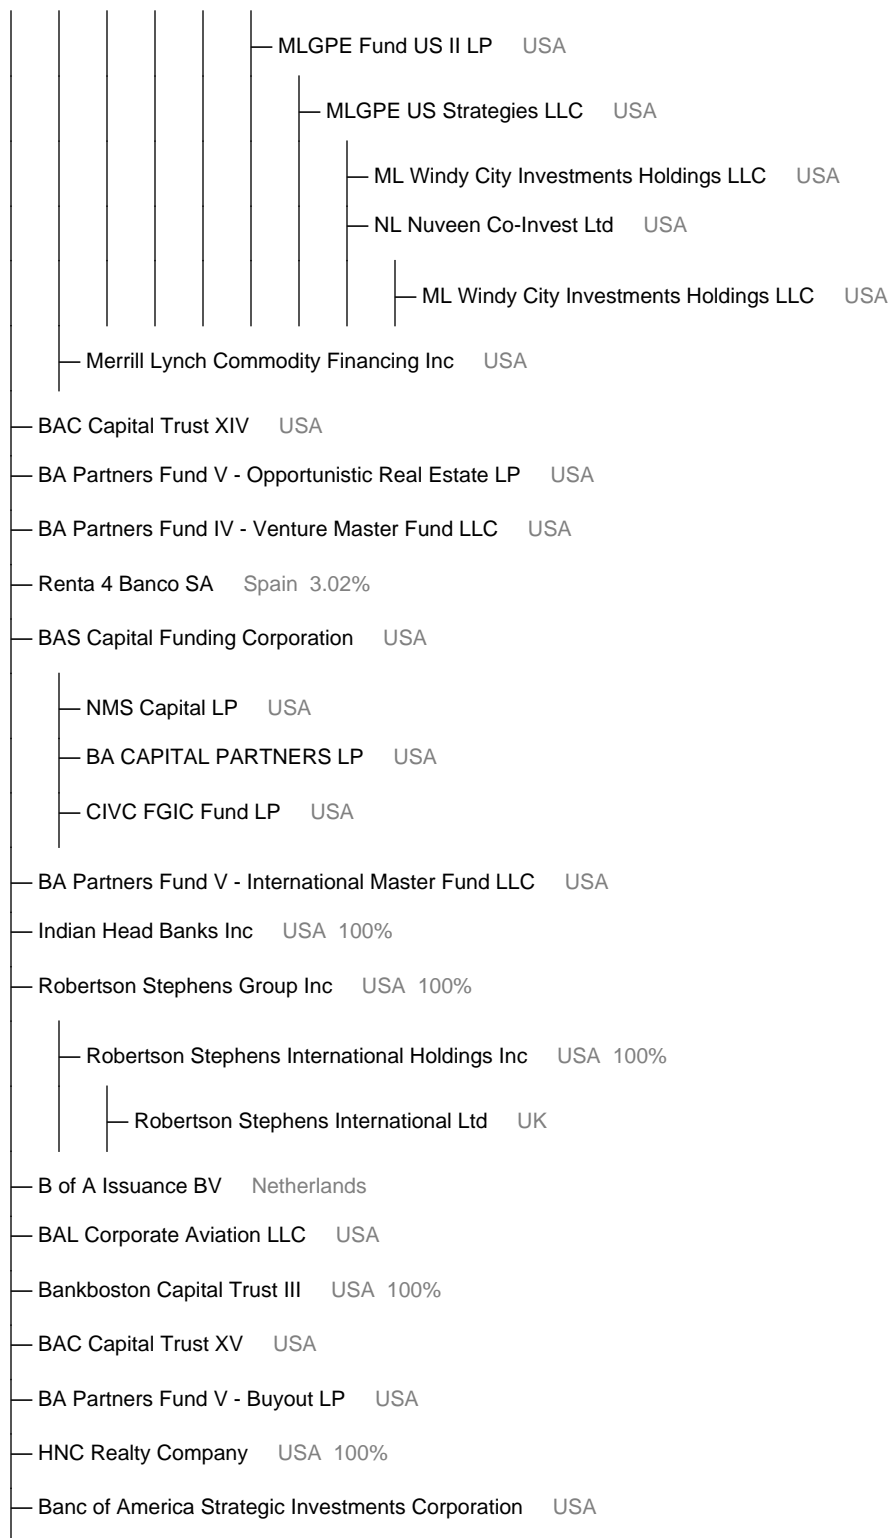 MLGPE Fund US II LP USA
MLGPE US Strategies LLC USA
ML Windy City Investments Holdings LLC USA
NL Nuveen Co-Invest Ltd USA
ML Windy City Investments Holdings LLC USA
Merrill Lynch Commodity Financing Inc USA
BAC Capital Trust XIV USA
BA Partners Fund V - Opportunistic Real Estate LP USA
BA Partners Fund IV - Venture Master Fund LLC USA
Renta 4 Banco SA Spain 3.02%
BAS Capital Funding Corporation USA
NMS Capital LP USA
BA CAPITAL PARTNERS LP USA
CIVC FGIC Fund LP USA
BA Partners Fund V - International Master Fund LLC USA
Indian Head Banks Inc USA 100%
Robertson Stephens Group Inc USA 100%
Robertson Stephens International Holdings Inc USA 100%
Robertson Stephens International Ltd UK
B of A Issuance BV Netherlands
BAL Corporate Aviation LLC USA
Bankboston Capital Trust III USA 100%
BAC Capital Trust XV USA
BA Partners Fund V - Buyout LP USA
HNC Realty Company USA 100%
Banc of America Strategic Investments Corporation USA